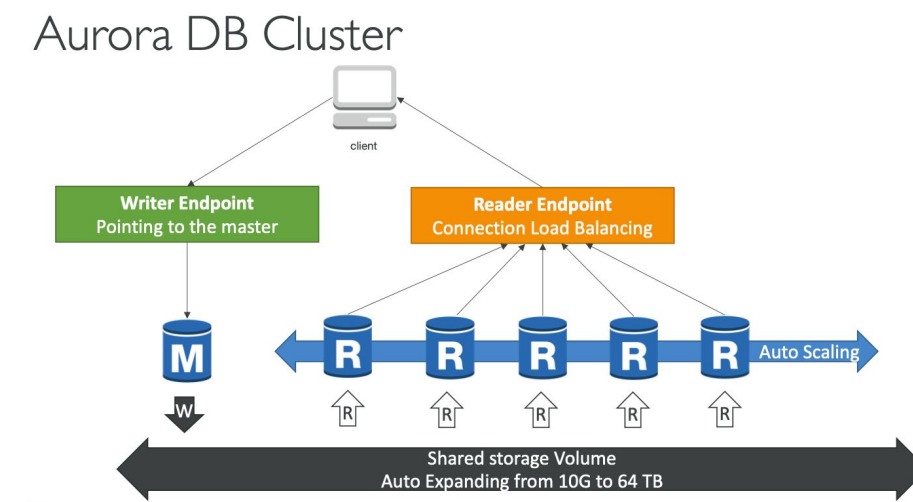 Aurora DB Cluster
client
Writer Endpoint
Pointing to the master
Reader Endpoint
Connection Load Balancing
M
R
R
R
R
R
Auto Scaling
W
R
R
R
R
R
Shared storage Volume
Auto Expanding from 10G to 64 TB